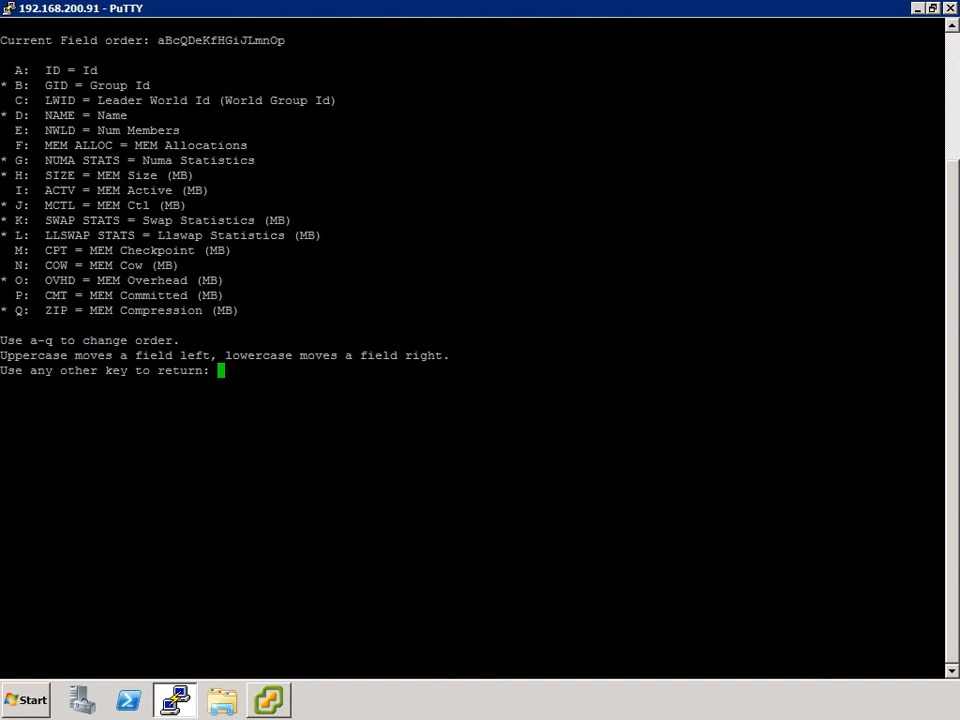 192.168.200.91 - PuTTY
Current Field order: aBcQDeKfHGiJLmnOp
A: ID = Id
* B: GID = Group Id
C: LWID = Leader World Id (World Group Id)
* D: NAME = Name
E: NWLD = Num Members
F: MEM ALLOC = MEM Allocations
* G: NUMA STATS = Numa Statistics
* H: SIZE = MEM Size (MB)
I: ACTV = MEM Active (MB)
* J: MCTL = MEM Ctl (MB)
* K: SWAP STATS = Swap Statistics (MB)
* L: LLSWAP STATS = Llswap Statistics (MB)
M: CPT = MEM Checkpoint (MB)
N: COW = MEM Cow (MB)
* O: OVHD = MEM Overhead (MB)
P: CMT = MEM Committed (MB)
* Q: ZIP = MEM Compression (MB)
Use a-q to change order.
Uppercase moves a field left, lowercase moves a field right.
Use any other key to return:
Start